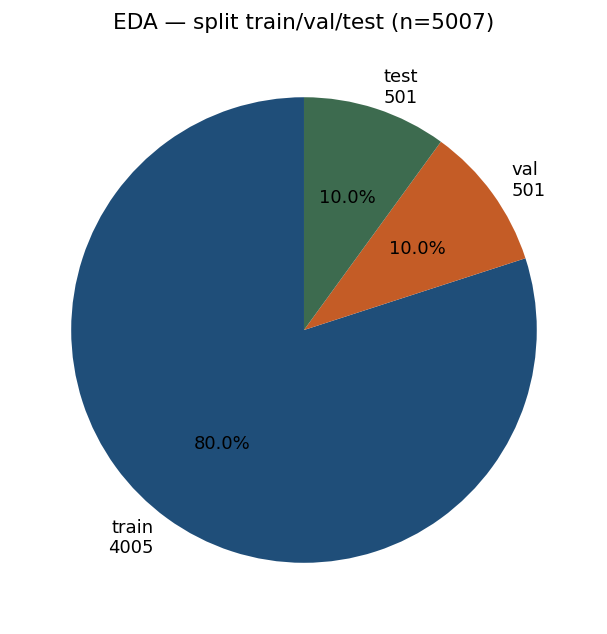 EDA — split train/val/test (n=5007)
test
501
val
501
10.0%
10.0%
80.0%
train
4005